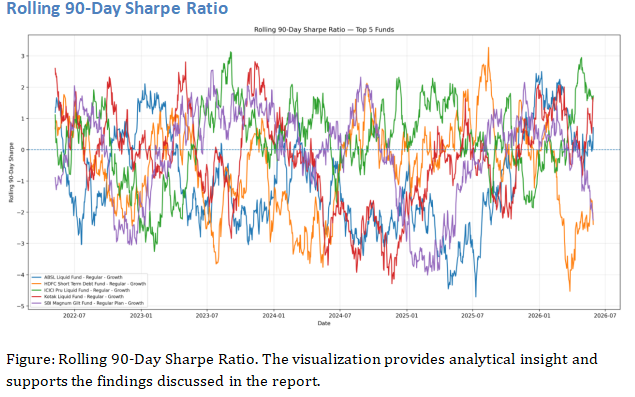 Rolling 90-Day Sharpe Ratio
Rolling 90-Day Sharpe Ratio — Top 5 Funds
Rolling 90-Day Sharpe
3
2
1
0
−1
−2
−3
−4
−5
ABSL Liquid Fund - Regular - Growth
HDFC Short Term Debt Fund - Regular - Growth
ICICI Pru Liquid Fund - Regular - Growth
Kotak Liquid Fund - Regular - Growth
SBI Magnum Gilt Fund - Regular Plan - Growth
2022-07 2023-01 2023-07 2024-01 2024-07 2025-01 2025-07 2026-01 2026-07
Date
Figure: Rolling 90-Day Sharpe Ratio. The visualization provides analytical insight and
supports the findings discussed in the report.